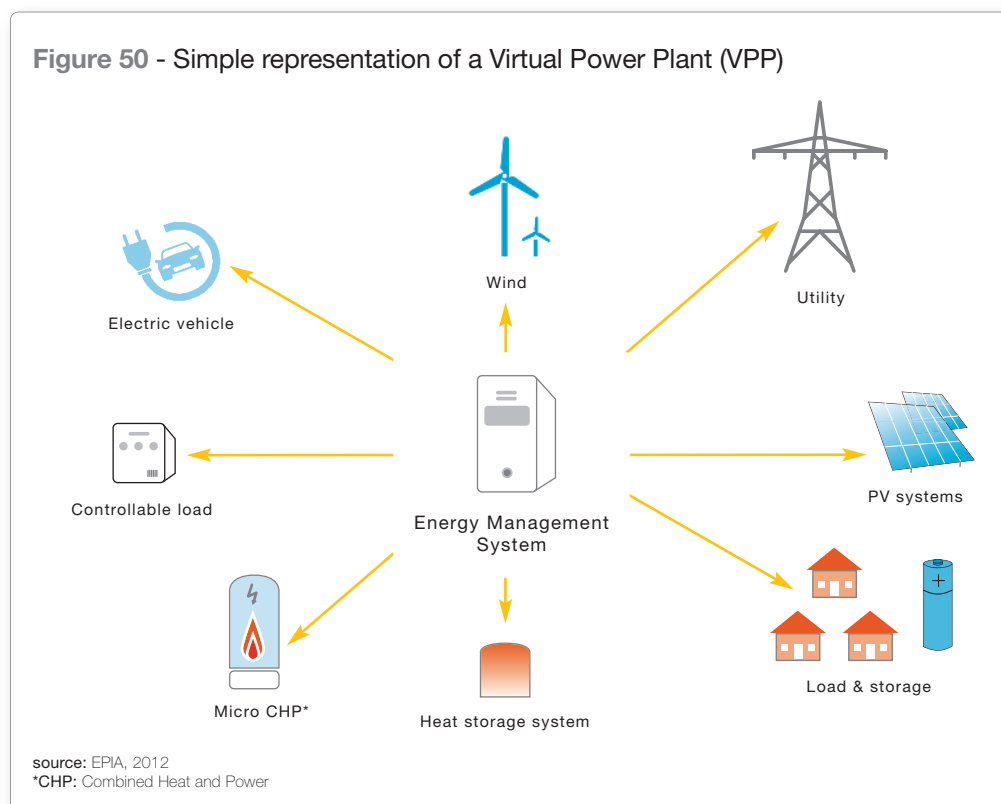 Figure 50 - Simple representation of a Virtual Power Plant (VPP)
Wind
Utility
Electric vehicle
Controllable load
Energy Management
System
PV systems
Micro CHP*
Heat storage system
Load & storage
source: EPIA, 2012
*CHP: Combined Heat and Power